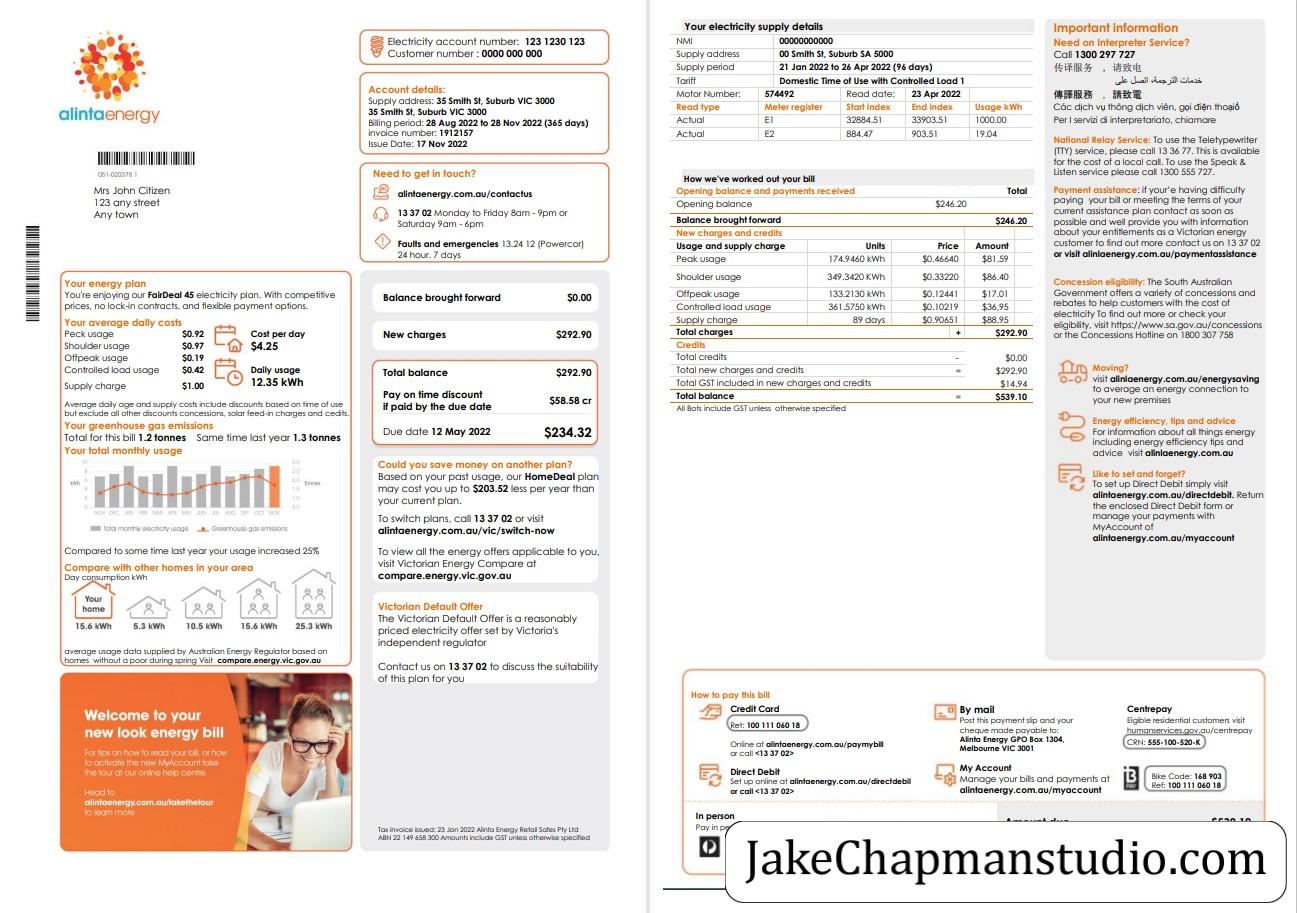 alintaenergy
051-020378 1
Mrs John Citizen
123 any street
Any town
Electricity account number: 123 1230 123
Customer number : 0000 000 000
Account details:
Supply address: 35 Smith St, Suburb VIC 3000
35 Smith St, Suburb VIC 3000
Billing period: 28 Aug 2022 to 28 Nov 2022 (365 days)
invoice number: 1912157
Issue Date: 17 Nov 2022
Need to get in touch?
alintaenergy.com.au/contactus
13 37 02 Monday to Friday 8am - 9pm or
Saturday 9am - 6pm
Faults and emergencies 13.24 12 (Powercor)
24 hour. 7 days
Your energy plan
You're enjoying our FairDeal 45 electricity plan. With competitive
prices, no lock-in contracts, and flexible payment options.
Your average daily costs
Peck usage $0.92
Shoulder usage $0.97
Offpeak usage $0.19
Controlled load usage $0.42
Supply charge $1.00
Cost per day
$4.25
Daily usage
12.35 kWh
Average daily age and supply costs include discounts based on time of use
but exclude all other discounts concessions, solar feed-in charges and credts.
Your greenhouse gas emissions
Total for this bill 1.2 tonnes Same time last year 1.3 tonnes
Your total monthly usage
10 8 6 4 2 0
kWh
3.0 2.5 2.0 1.5 1.0 0.5 0.0
Tonnes
NOV DEC JAN FEB MAR APR MAY JUN JUL AUG SEP OCT NOV
Total monthly electricity usage Greenhouse gas emissions
Compared to some time last year your usage increased 25%
Compare with other homes in your area
Day consumption kWh
Your
home
15.6 kWh 5.3 kWh 10.5 kWh 15.6 kWh 25.3 kWh
average usage data supplied by Australian Energy Regulator based on
homes without a poor during spring Visit compare.energy.vic.gov.au
Welcome to your
new look energy bill
For tips on how to read your bill, or how
to activate the new MyAccount take
the tour at our online help centre.
Head to
alintaenergy.com.au/takethetour
to learn more
Balance brought forward $0.00
New charges $292.90
Total balance $292.90
Pay on time discount
if paid by the due date $58.58 cr
Due date 12 May 2022 $234.32
Could you save money on another plan?
Based on your past usage, our HomeDeal plan
may cost you up to $203.52 less per year than
your current plan.
To switch plans, call 13 37 02 or visit
alintaenergy.com.au/vic/switch-now
To view all the energy offers applicable to you,
visit Victorian Energy Compare at
compare.energy.vic.gov.au
Victorian Default Offer
The Victorian Default Offer is a reasonably
priced electricity offer set by Victoria's
independent regulator
Contact us on 13 37 02 to discuss the suitability
of this plan for you
Tax invoice issued: 23 Jan 2022 Alinta Energy Retail Safes Pty Ltd
ABN 22 149 658 300 Amounts include GST unless otherwise specified
Your electricity supply details
NMI 00000000000
Supply address 00 Smith St, Suburb SA 5000
Supply period 21 Jan 2022 to 26 Apr 2022 (96 days)
Tariff Domestic Time of Use with Controlled Load 1
Motor Number: 574492 Read date: 23 Apr 2022
Read type Meter register Start index End index Usage kWh
Actual E1 32884.51 33903.51 1000.00
Actual E2 884.47 903.51 19.04
How we've worked out your bill
Opening balance and payments received Total
Opening balance $246.20
Balance brought forward $246.20
New charges and credits
Usage and supply charge Units Price Amount
Peak usage 174.9460 kWh $0.46640 $81.59
Shoulder usage 349.3420 KWh $0.33220 $86.40
Offpeak usage 133.2130 kWh $0.12441 $17.01
Controlled load usage 361.5750 kWh $0.10219 $36.95
Supply charge 89 days $0.90651 $88.95
Total charges + $292.90
Credits
Total credits - $0.00
Total new charges and credits = $292.90
Total GST included in new charges and credits $14.94
Total balance = $539.10
All Bots include GST unless otherwise specified
Important information
Need on Interpreter Service?
Call 1300 297 727
传译服务 ，请致电
خدمات الترجمة، اتصل على
傳譯服務 ．請致電
Các dịch vụ thông dịch viên, gọi điện thoại
Per I servizi di interpretariato, chiamare
National Relay Service: To use the Teletypewriter
(TTY) service, please call 13 36 77. This is available
for the cost of a local call. To use the Speak &
Listen service please call 1300 555 727.
Payment assistance: if your'e having difficulty
paying your bill or meeting the terms of your
current assistance plan contact as soon as
possible and well provide you with information
about your entitlements as a Victorian energy
customer to find out more contact us on 13 37 02
or visit alintaenergy.com.au/paymentassistance
Concession eligibility: The South Australian
Government offers a variety of concessions and
rebates to help customers with the cost of
electricity To find out more or check your
eligibility, visit https://www.sa.gov.au/concessions
or the Concessions Hotline on 1800 307 758
Moving?
visit alintaenergy.com.au/energysaving
to average an energy connection to
your new premises
Energy efficiency, tips and advice
For information about all things energy
including energy efficiency tips and
advice visit alintaenergy.com.au
Like to set and forget?
To set up Direct Debit simply visit
alintaenergy.com.au/directdebit. Return
the enclosed Direct Debit form or
manage your payments with
MyAccount of
alintaenergy.com.au/myaccount
How to pay this bill
Credit Card
Ref: 100 111 060 18
Online at alintaenergy.com.au/paymybill
or call <13 37 02>
Direct Debit
Set up online at alintaenergy.com.au/directdebit
or call <13 37 02>
By mail
Post this payment slip and your
cheque made payable to:
Alinta Energy GPO Box 1304,
Melbourne VIC 3001
My Account
Manage your bills and payments at
alintaenergy.com.au/myaccount
Centrepay
Eligible residential customers visit
humanservices.gov.au/centrepay
CRN: 555-100-520-K
B
PAY
Bike Code: 168 903
Ref: 100 111 060 18
In person
Pay in pe
Amount due $539.10
JakeChapmanstudio.com